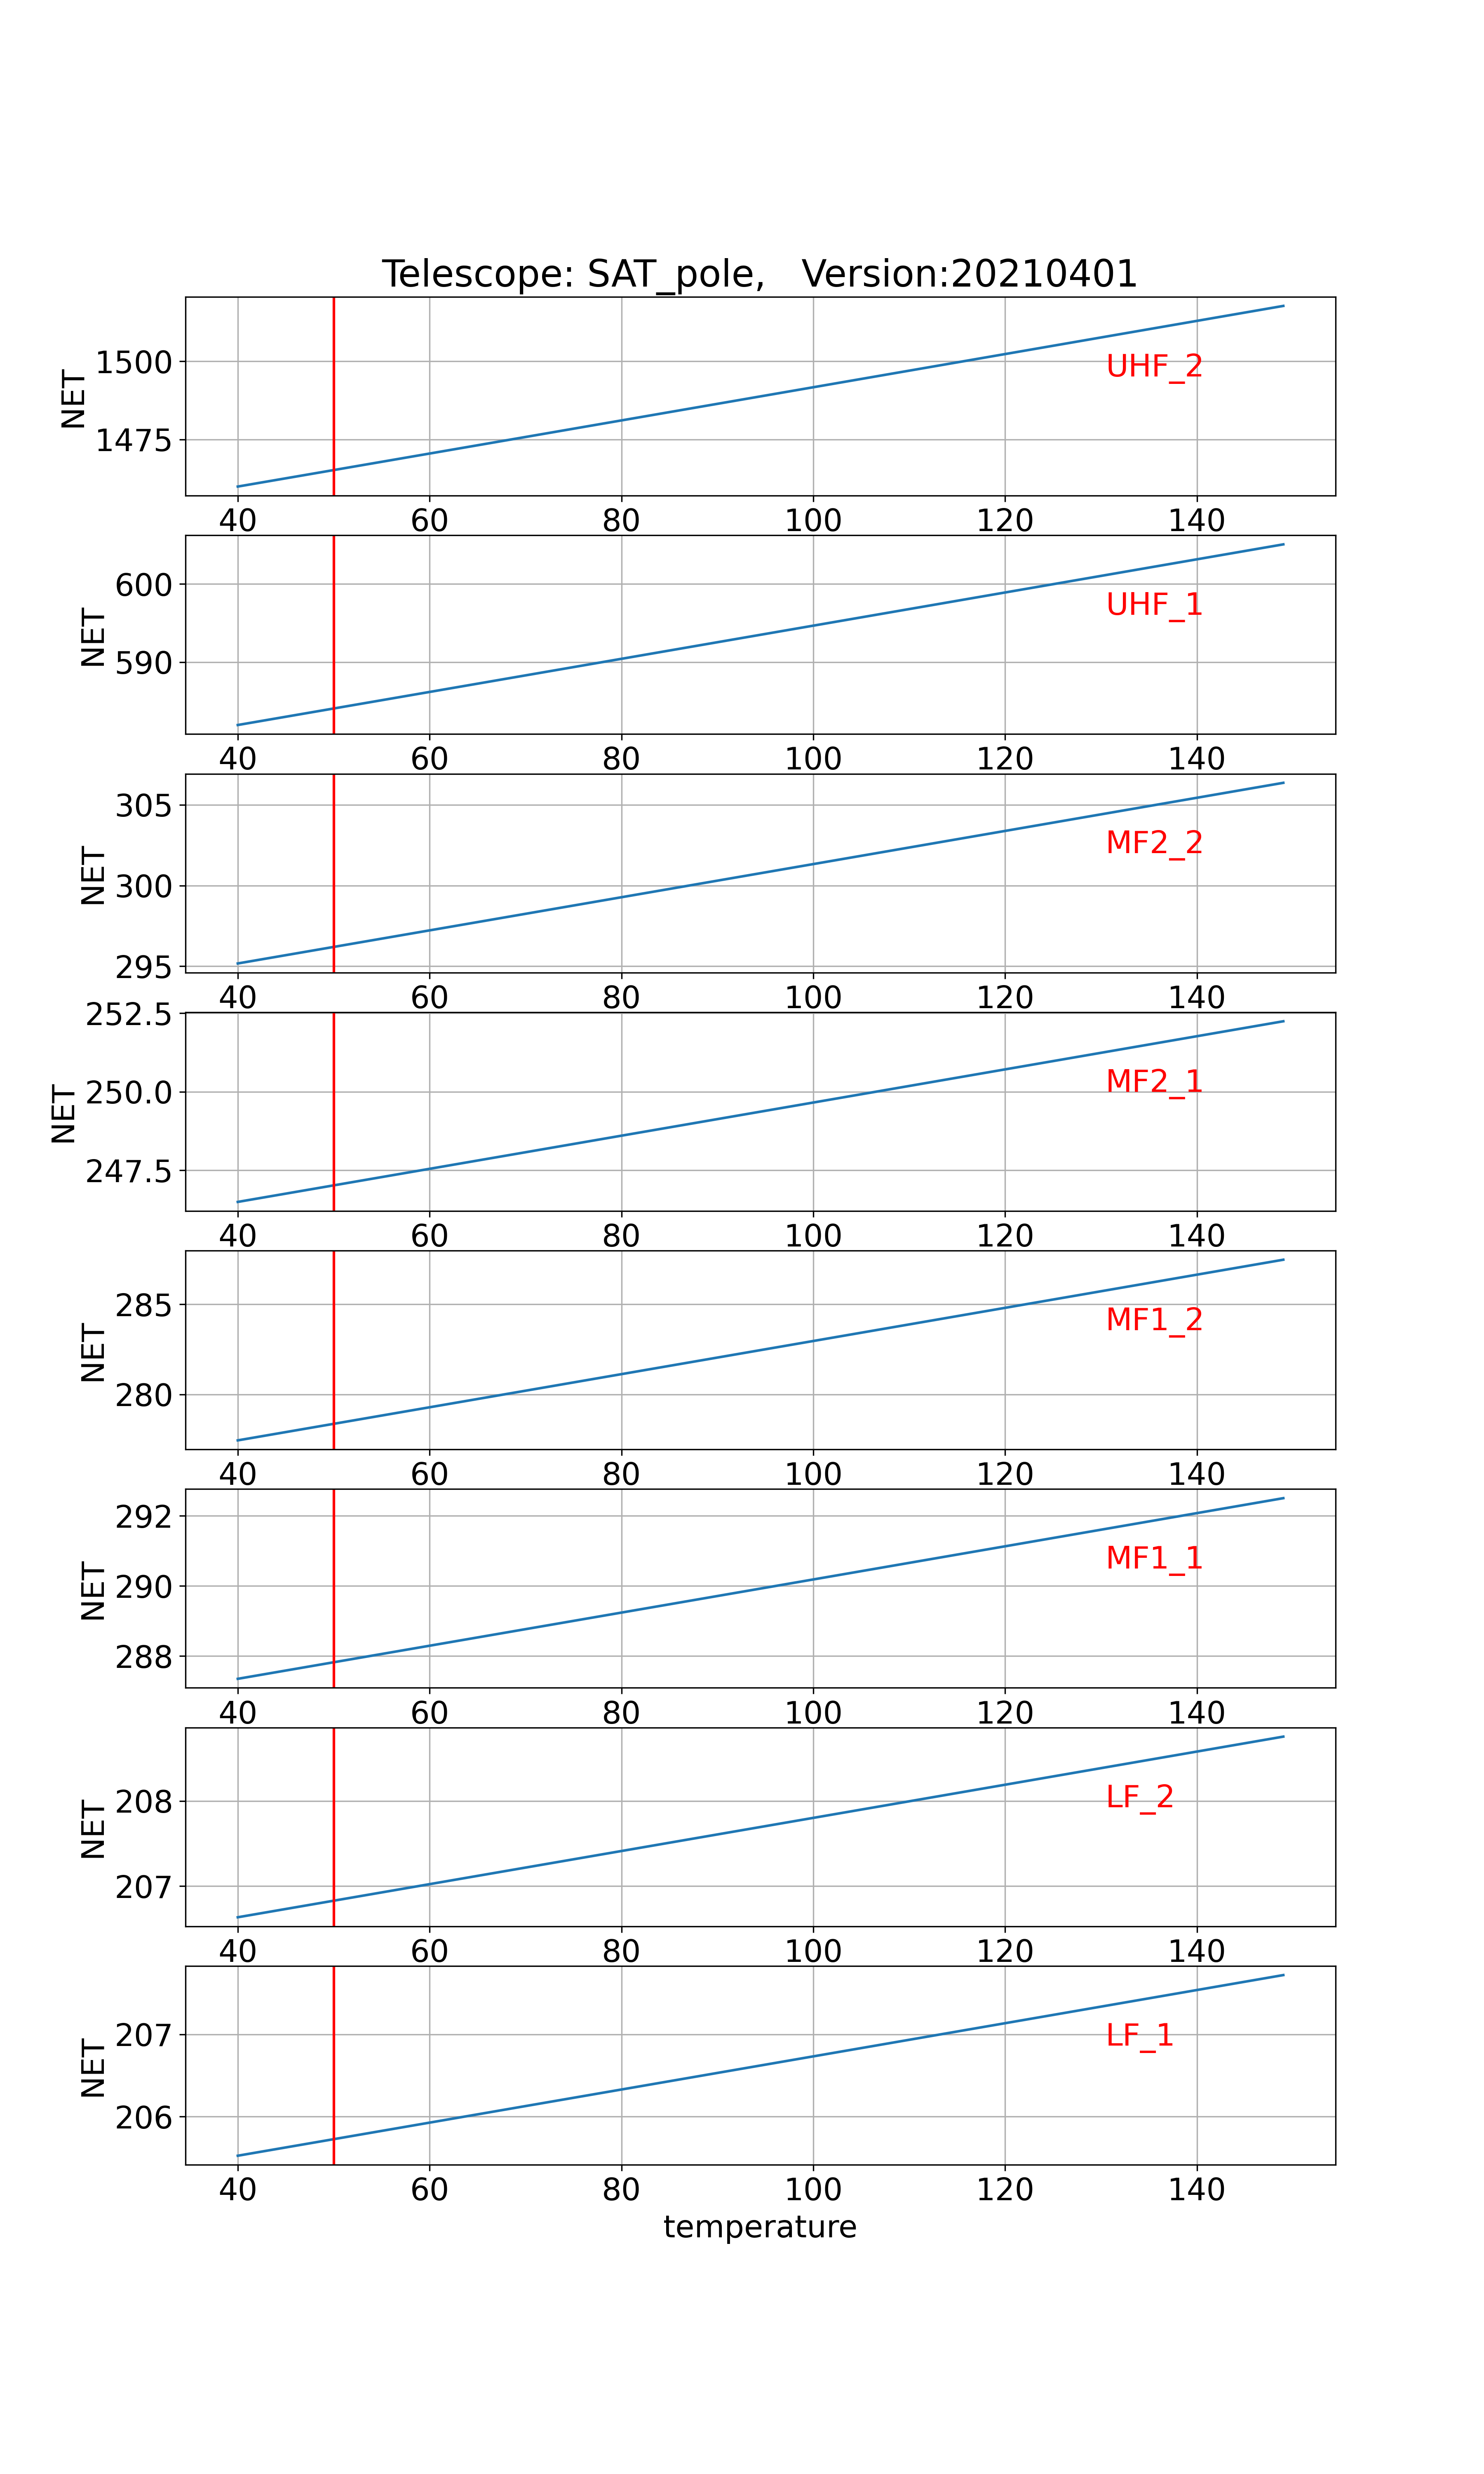 Telescope: SAT_pole,   Version:20210401
NET
1500
1475
UHF_2
40 60 80 100 120 140
NET
600
590
UHF_1
40 60 80 100 120 140
NET
305
300
295
MF2_2
40 60 80 100 120 140
NET
252.5
250.0
247.5
MF2_1
40 60 80 100 120 140
NET
285
280
MF1_2
40 60 80 100 120 140
NET
292
290
288
MF1_1
40 60 80 100 120 140
NET
208
207
LF_2
40 60 80 100 120 140
NET
207
206
LF_1
40 60 80 100 120 140
temperature